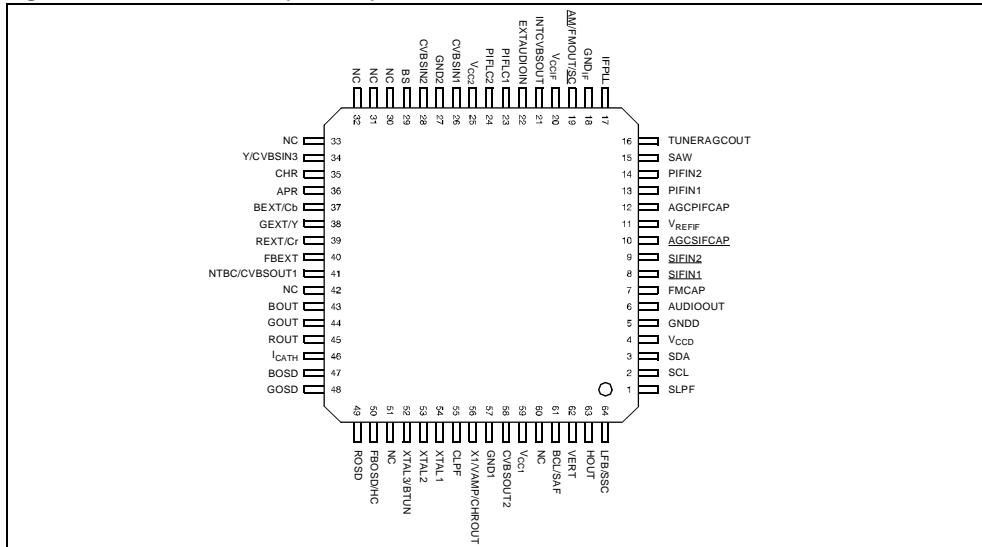 NC
NC
NC
BS
CVBSIN2
GND2
CVBSIN1
VCC2
PIFLC2
PIFLC1
EXTAUDIOIN
INTCVBSOUT
VCCIF
AM/FMOUT/SC
GNDIF
IFPLL
32
31
30
29
28
27
26
25
24
23
22
21
20
19
18
17
NC 33
Y/CVBSIN3 34
CHR 35
APR 36
BEXT/Cb 37
GEXT/Y 38
REXT/Cr 39
FBEXT 40
NTBC/CVBSOUT1 41
NC 42
BOUT 43
GOUT 44
ROUT 45
ICATH 46
BOSD 47
GOSD 48
16 TUNERAGCOUT
15 SAW
14 PIFIN2
13 PIFIN1
12 AGCPIFCAP
11 VREFIF
10 AGCSIFCAP
9 SIFIN2
8 SIFIN1
7 FMCAP
6 AUDIOOUT
5 GNDD
4 VCCD
3 SDA
2 SCL
1 SLPF
49
50
51
52
53
54
55
56
57
58
59
60
61
62
63
64
ROSD
FBOSD/HC
NC
XTAL3/BTUN
XTAL2
XTAL1
CLPF
X1/VAMP/CHROUT
GND1
CVBSOUT2
VCC1
NC
BCL/SAF
VERT
HOUT
LFB/SSC